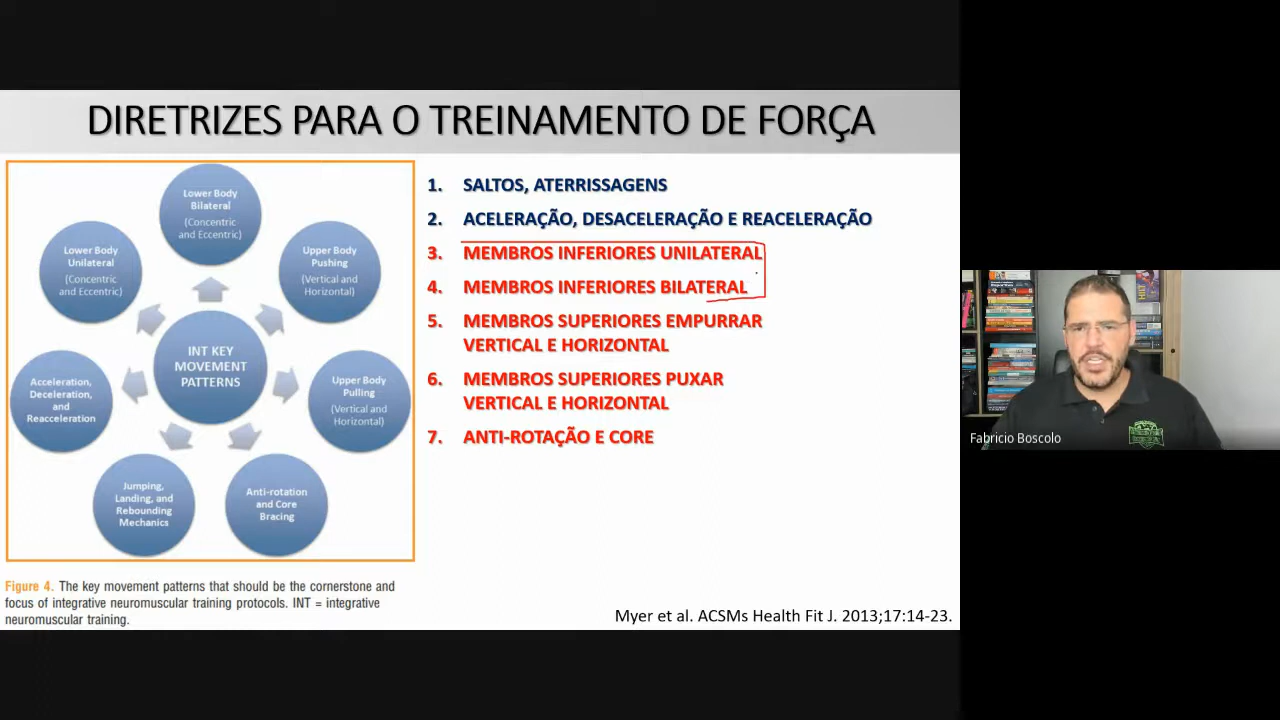 DIRETRIZES PARA O TREINAMENTO DE FORÇA
Lower Body
Bilateral
(Concentric
and Eccentric)
Lower Body
Unilateral
(Concentric
and Eccentric)
Upper Body
Pushing
(Vertical and
Horizontal)
INT KEY
MOVEMENT
PATTERNS
Acceleration,
Deceleration,
and
Reacceleration
Upper Body
Pulling
(Vertical and
Horizontal)
Jumping,
Landing, and
Rebounding
Mechanics
Anti-rotation
and Core
Bracing
Figure 4. The key movement patterns that should be the cornerstone and
focus of integrative neuromuscular training protocols. INT = integrative
neuromuscular training.
1. SALTOS, ATERRISSAGENS
2. ACELERAÇÃO, DESACELERAÇÃO E REACELERAÇÃO
3. MEMBROS INFERIORES UNILATERAL
4. MEMBROS INFERIORES BILATERAL
5. MEMBROS SUPERIORES EMPURRAR
VERTICAL E HORIZONTAL
6. MEMBROS SUPERIORES PUXAR
VERTICAL E HORIZONTAL
7. ANTI-ROTAÇÃO E CORE
Myer et al. ACSMs Health Fit J. 2013;17:14-23.
Fabricio Boscolo